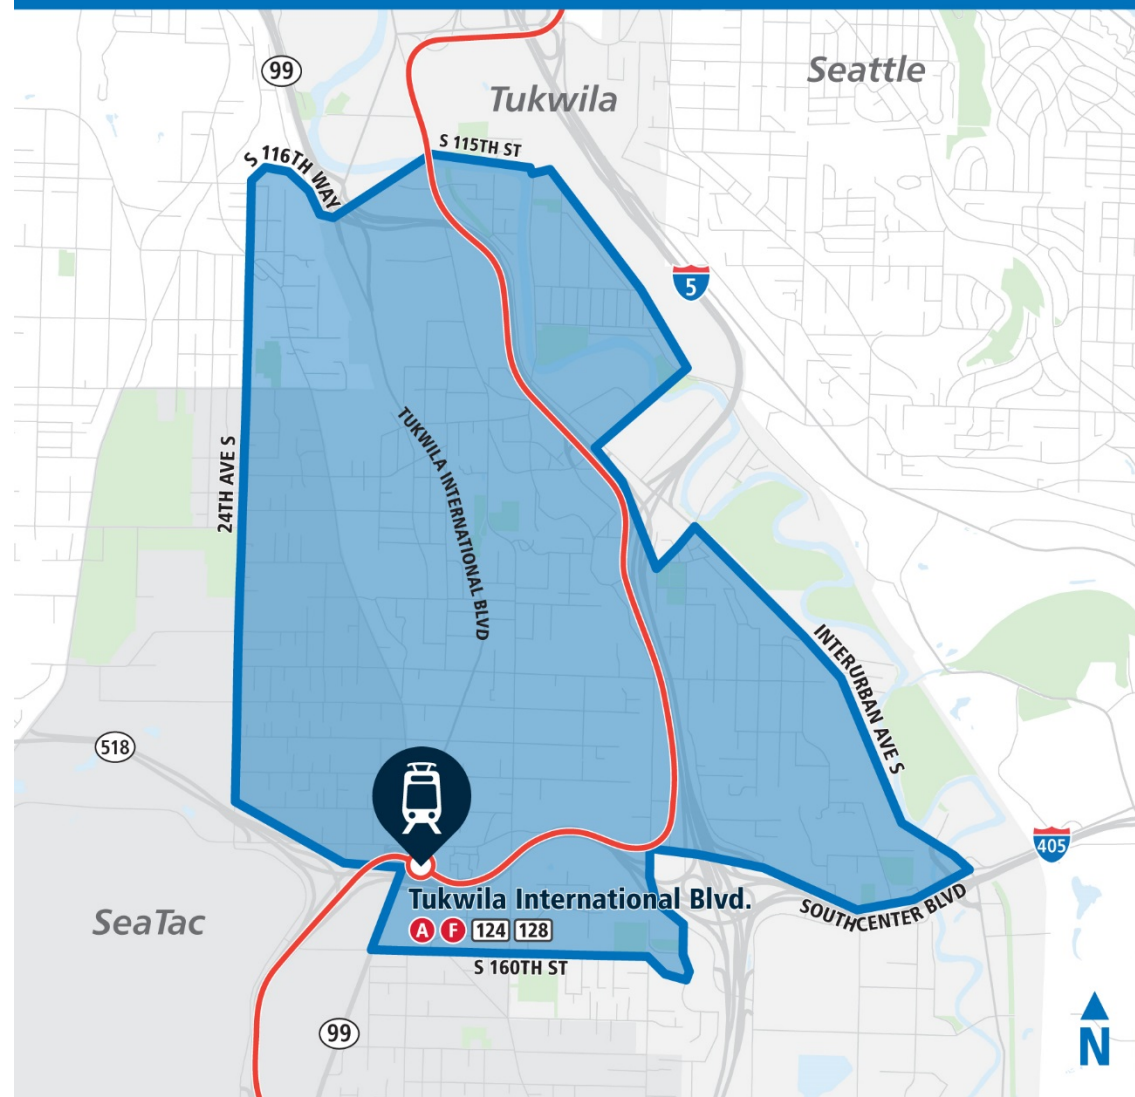 99
Tukwila
Seattle
S 115TH ST
S 116TH WAY
5
24TH AVE S
TUKWILA INTERNATIONAL BLVD
INTERURBAN AVE S
518
405
Tukwila International Blvd.
A F 124 128
SOUTHCENTER BLVD
SeaTac
S 160TH ST
99
N